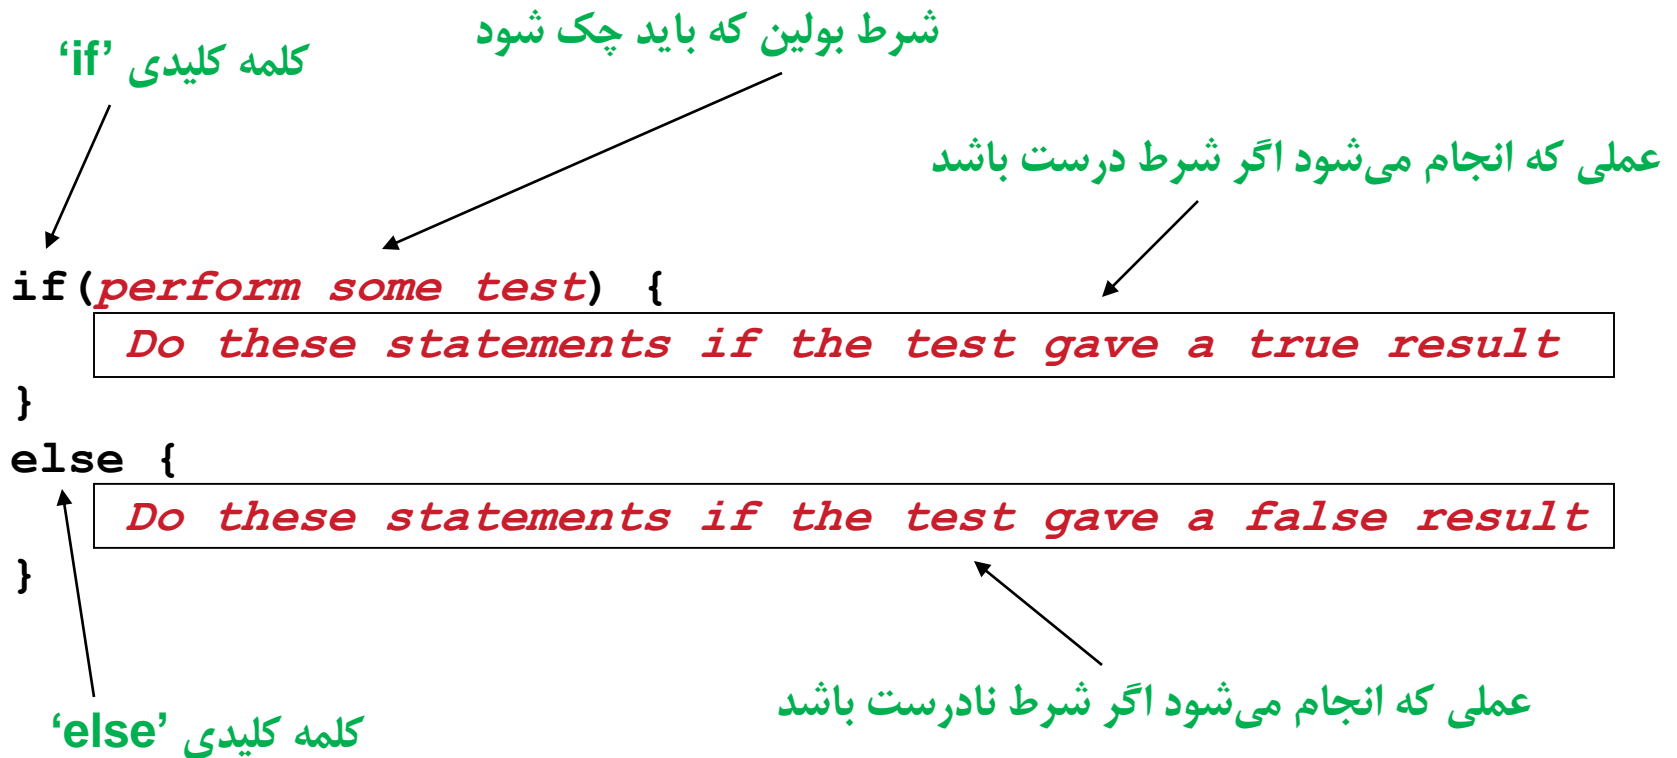 شرط بولین که باید چک شود
کلمه کلیدی ‘if’
عملی که انجام می‌شود اگر شرط درست باشد
if(perform some test) {
Do these statements if the test gave a true result
}
else {
Do these statements if the test gave a false result
}
عملی که انجام می‌شود اگر شرط نادرست باشد
کلمه کلیدی ‘else’